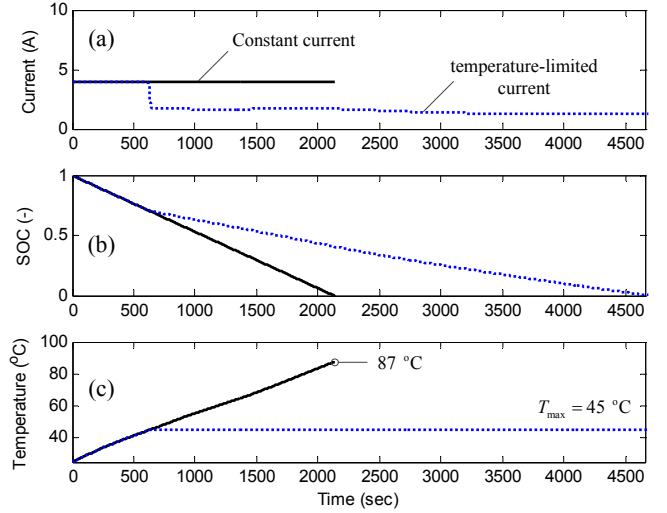 10
5
0
Current (A)
(a)
Constant current
temperature-limited
current
0 500 1000 1500 2000 2500 3000 3500 4000 4500
1
0.5
0
SOC (-)
(b)
0 500 1000 1500 2000 2500 3000 3500 4000 4500
100
80
60
40
Temperature (°C)
(c)
87 °C
Tmax = 45 °C
0 500 1000 1500 2000 2500 3000 3500 4000 4500
Time (sec)